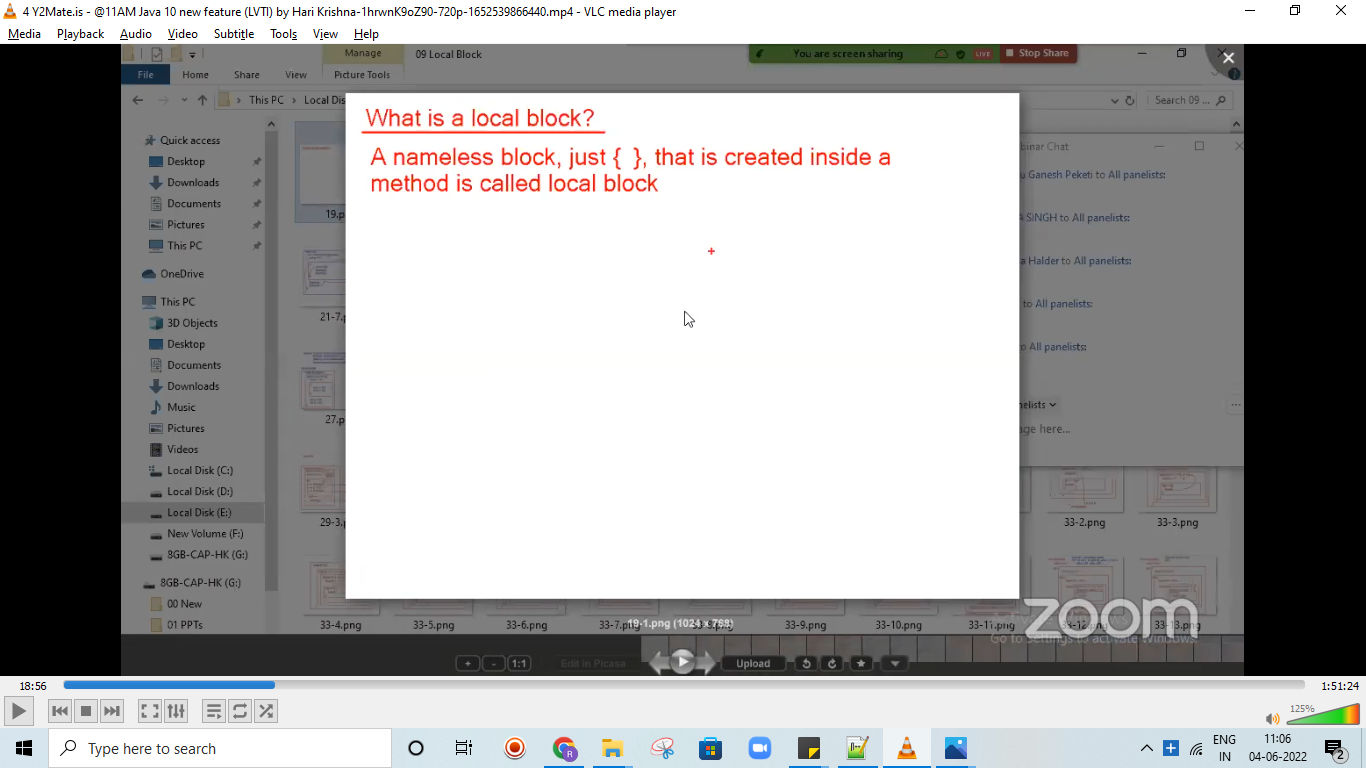 4 Y2Mate.is - @11AM Java 10 new feature (LVTI) by Hari Krishna-1hrwnK9oZ90-720p-1652539866440.mp4 - VLC media player
Media Playback Audio Video Subtitle Tools View Help
Manage 09 Local Block You are screen sharing LIVE Stop Share
File Home Share View Picture Tools
This PC Local Dis Search 09 ...
What is a local block?
A nameless block, just { }, that is created inside a
method is called local block
Quick access
Desktop
Downloads
Documents
Pictures
This PC
OneDrive
This PC
3D Objects
Desktop
Documents
Downloads
Music
Pictures
Videos
Local Disk (C:)
Local Disk (D:)
Local Disk (E:)
New Volume (F:)
8GB-CAP-HK (G:)
8GB-CAP-HK (G:)
00 New
01 PPTs
19.p
21-7.p
27.p
29-3.p
inar Chat
u Ganesh Peketi to All panelists:
A SINGH to All panelists:
a Halder to All panelists:
to All panelists:
o All panelists:
nelists
age here...
33-2.png 33-3.png
33-4.png 33-5.png 33-6.png 33-9.png 33-10.png 33-11.png 33-13.png
19-1.png (1024 x 768)
zoom
Go to Settings to activate Windows.
+ - 1:1 Edit in Picasa Upload
18:56 1:51:24
125%
Type here to search
ENG
IN
11:06
04-06-2022
2